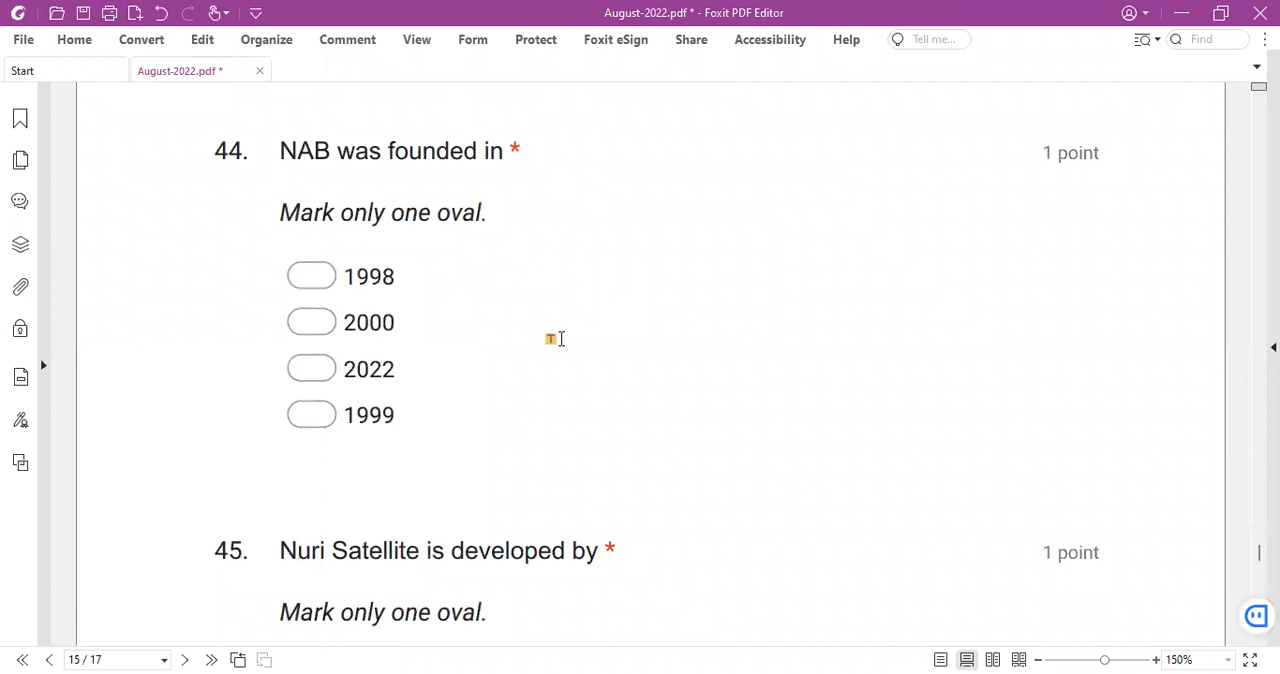 August-2022.pdf * - Foxit PDF Editor
File Home Convert Edit Organize Comment View Form Protect Foxit eSign Share Accessibility Help Tell me... Find
Start August-2022.pdf * ×
44. NAB was founded in * 1 point
Mark only one oval.
1998
2000
2022
1999
45. Nuri Satellite is developed by * 1 point
Mark only one oval.
15 / 17 150%